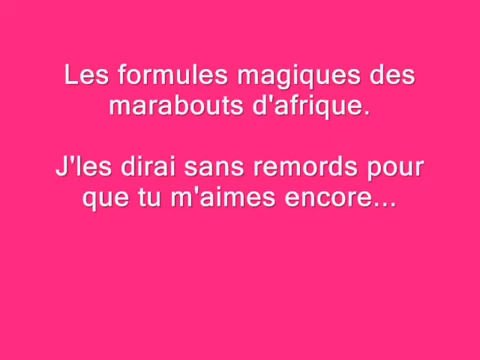 Les formules magiques des
marabouts d'afrique.
J'les dirai sans remords pour
que tu m'aimes encore...